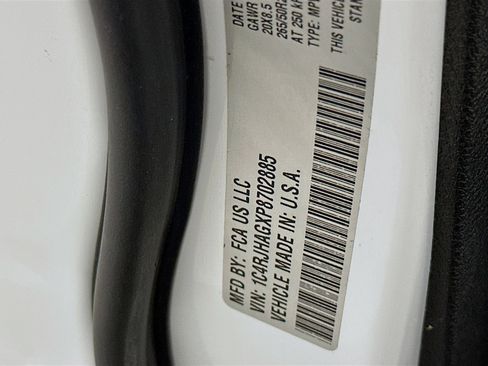 MFD BY: FCA US LLC
VIN: 1C4RJHAGXP8702885
VEHICLE MADE IN: U.S.A.
DATE
GAWR
20X8.5
265/50R
AT 250
TYPE: MP
THIS VEHIC
STAN